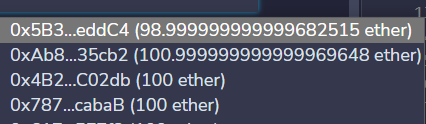 0x5B3...eddC4 (98.999999999999682515 ether)
0xAb8...35cb2 (100.999999999999969648 ether)
0x4B2...C02db (100 ether)
0x787...cabaB (100 ether)